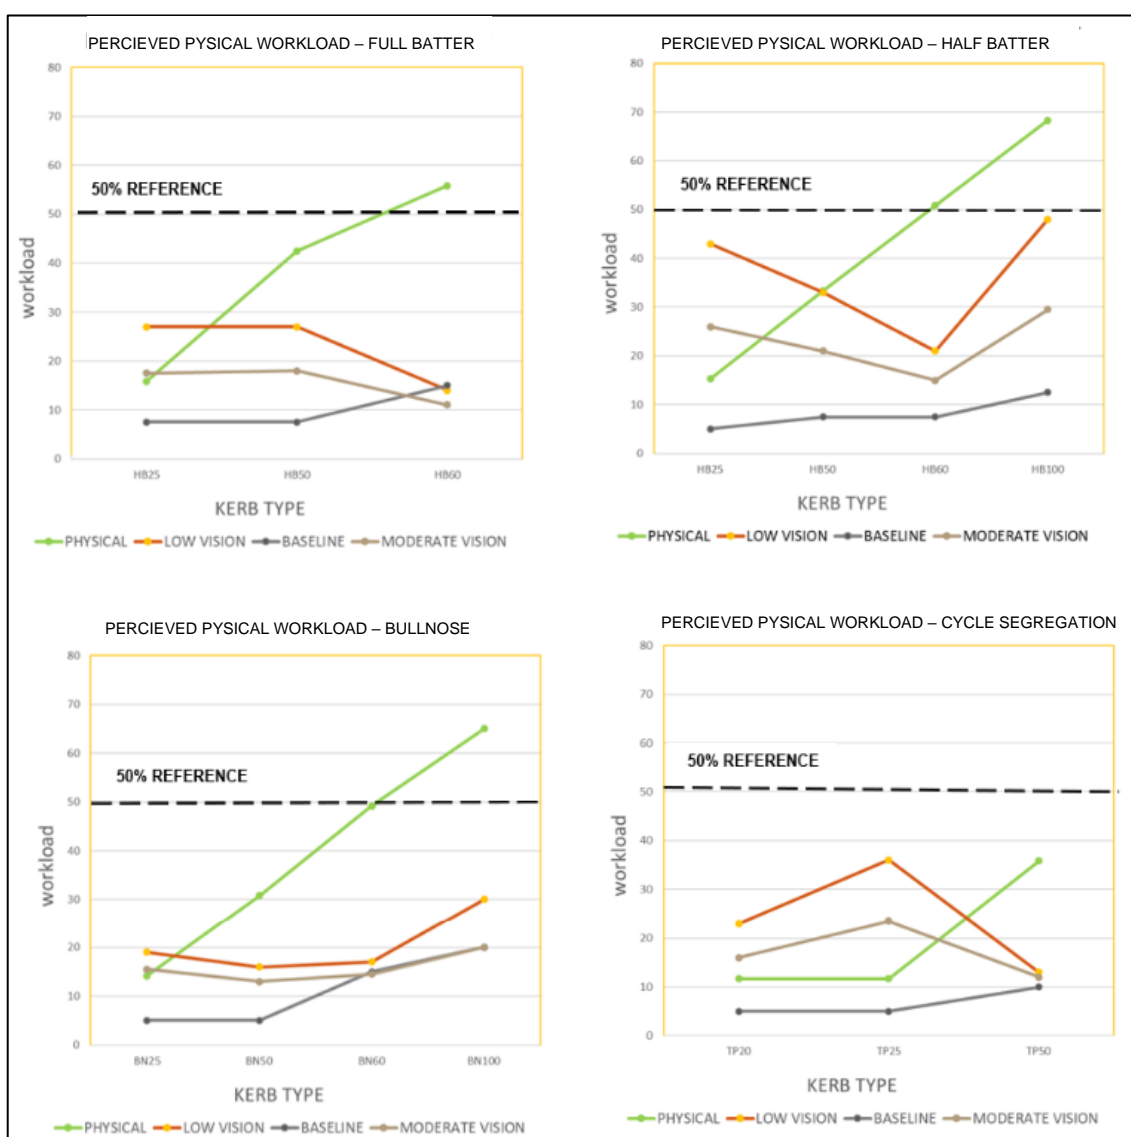 PERCIEVED PYSICAL WORKLOAD – FULL BATTER
80
70
60
50% REFERENCE
50
40
30
20
10
0
workload
HB25 HB50 HB60
KERB TYPE
PHYSICAL LOW VISION BASELINE MODERATE VISION
PERCIEVED PYSICAL WORKLOAD – HALF BATTER
80
70
60
50% REFERENCE
50
40
30
20
10
0
workload
HB25 HB50 HB60 HB100
KERB TYPE
PHYSICAL LOW VISION BASELINE MODERATE VISION
PERCIEVED PYSICAL WORKLOAD – BULLNOSE
80
70
60
50% REFERENCE
50
40
30
20
10
0
workload
BN25 BN50 BN60 BN100
KERB TYPE
PHYSICAL LOW VISION BASELINE MODERATE VISION
PERCIEVED PYSICAL WORKLOAD – CYCLE SEGREGATION
80
70
60
50% REFERENCE
50
40
30
20
10
0
workload
TP20 TP25 TP50
KERB TYPE
PHYSICAL LOW VISION BASELINE MODERATE VISION